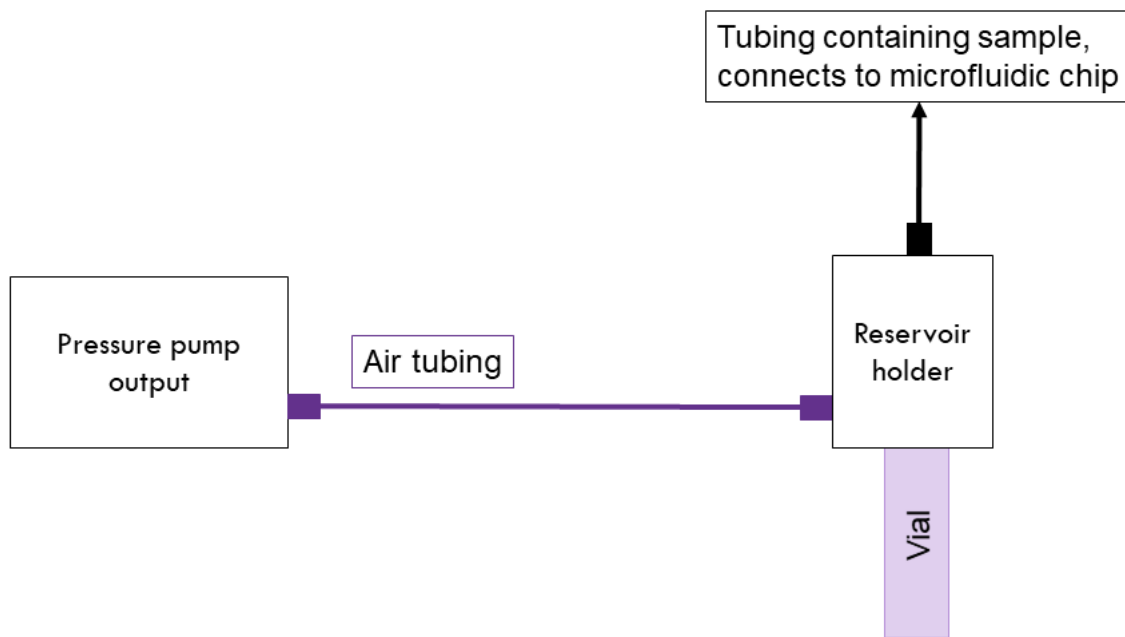 Tubing containing sample,
connects to microfluidic chip
Pressure pump
output
Air tubing
Reservoir
holder
Vial